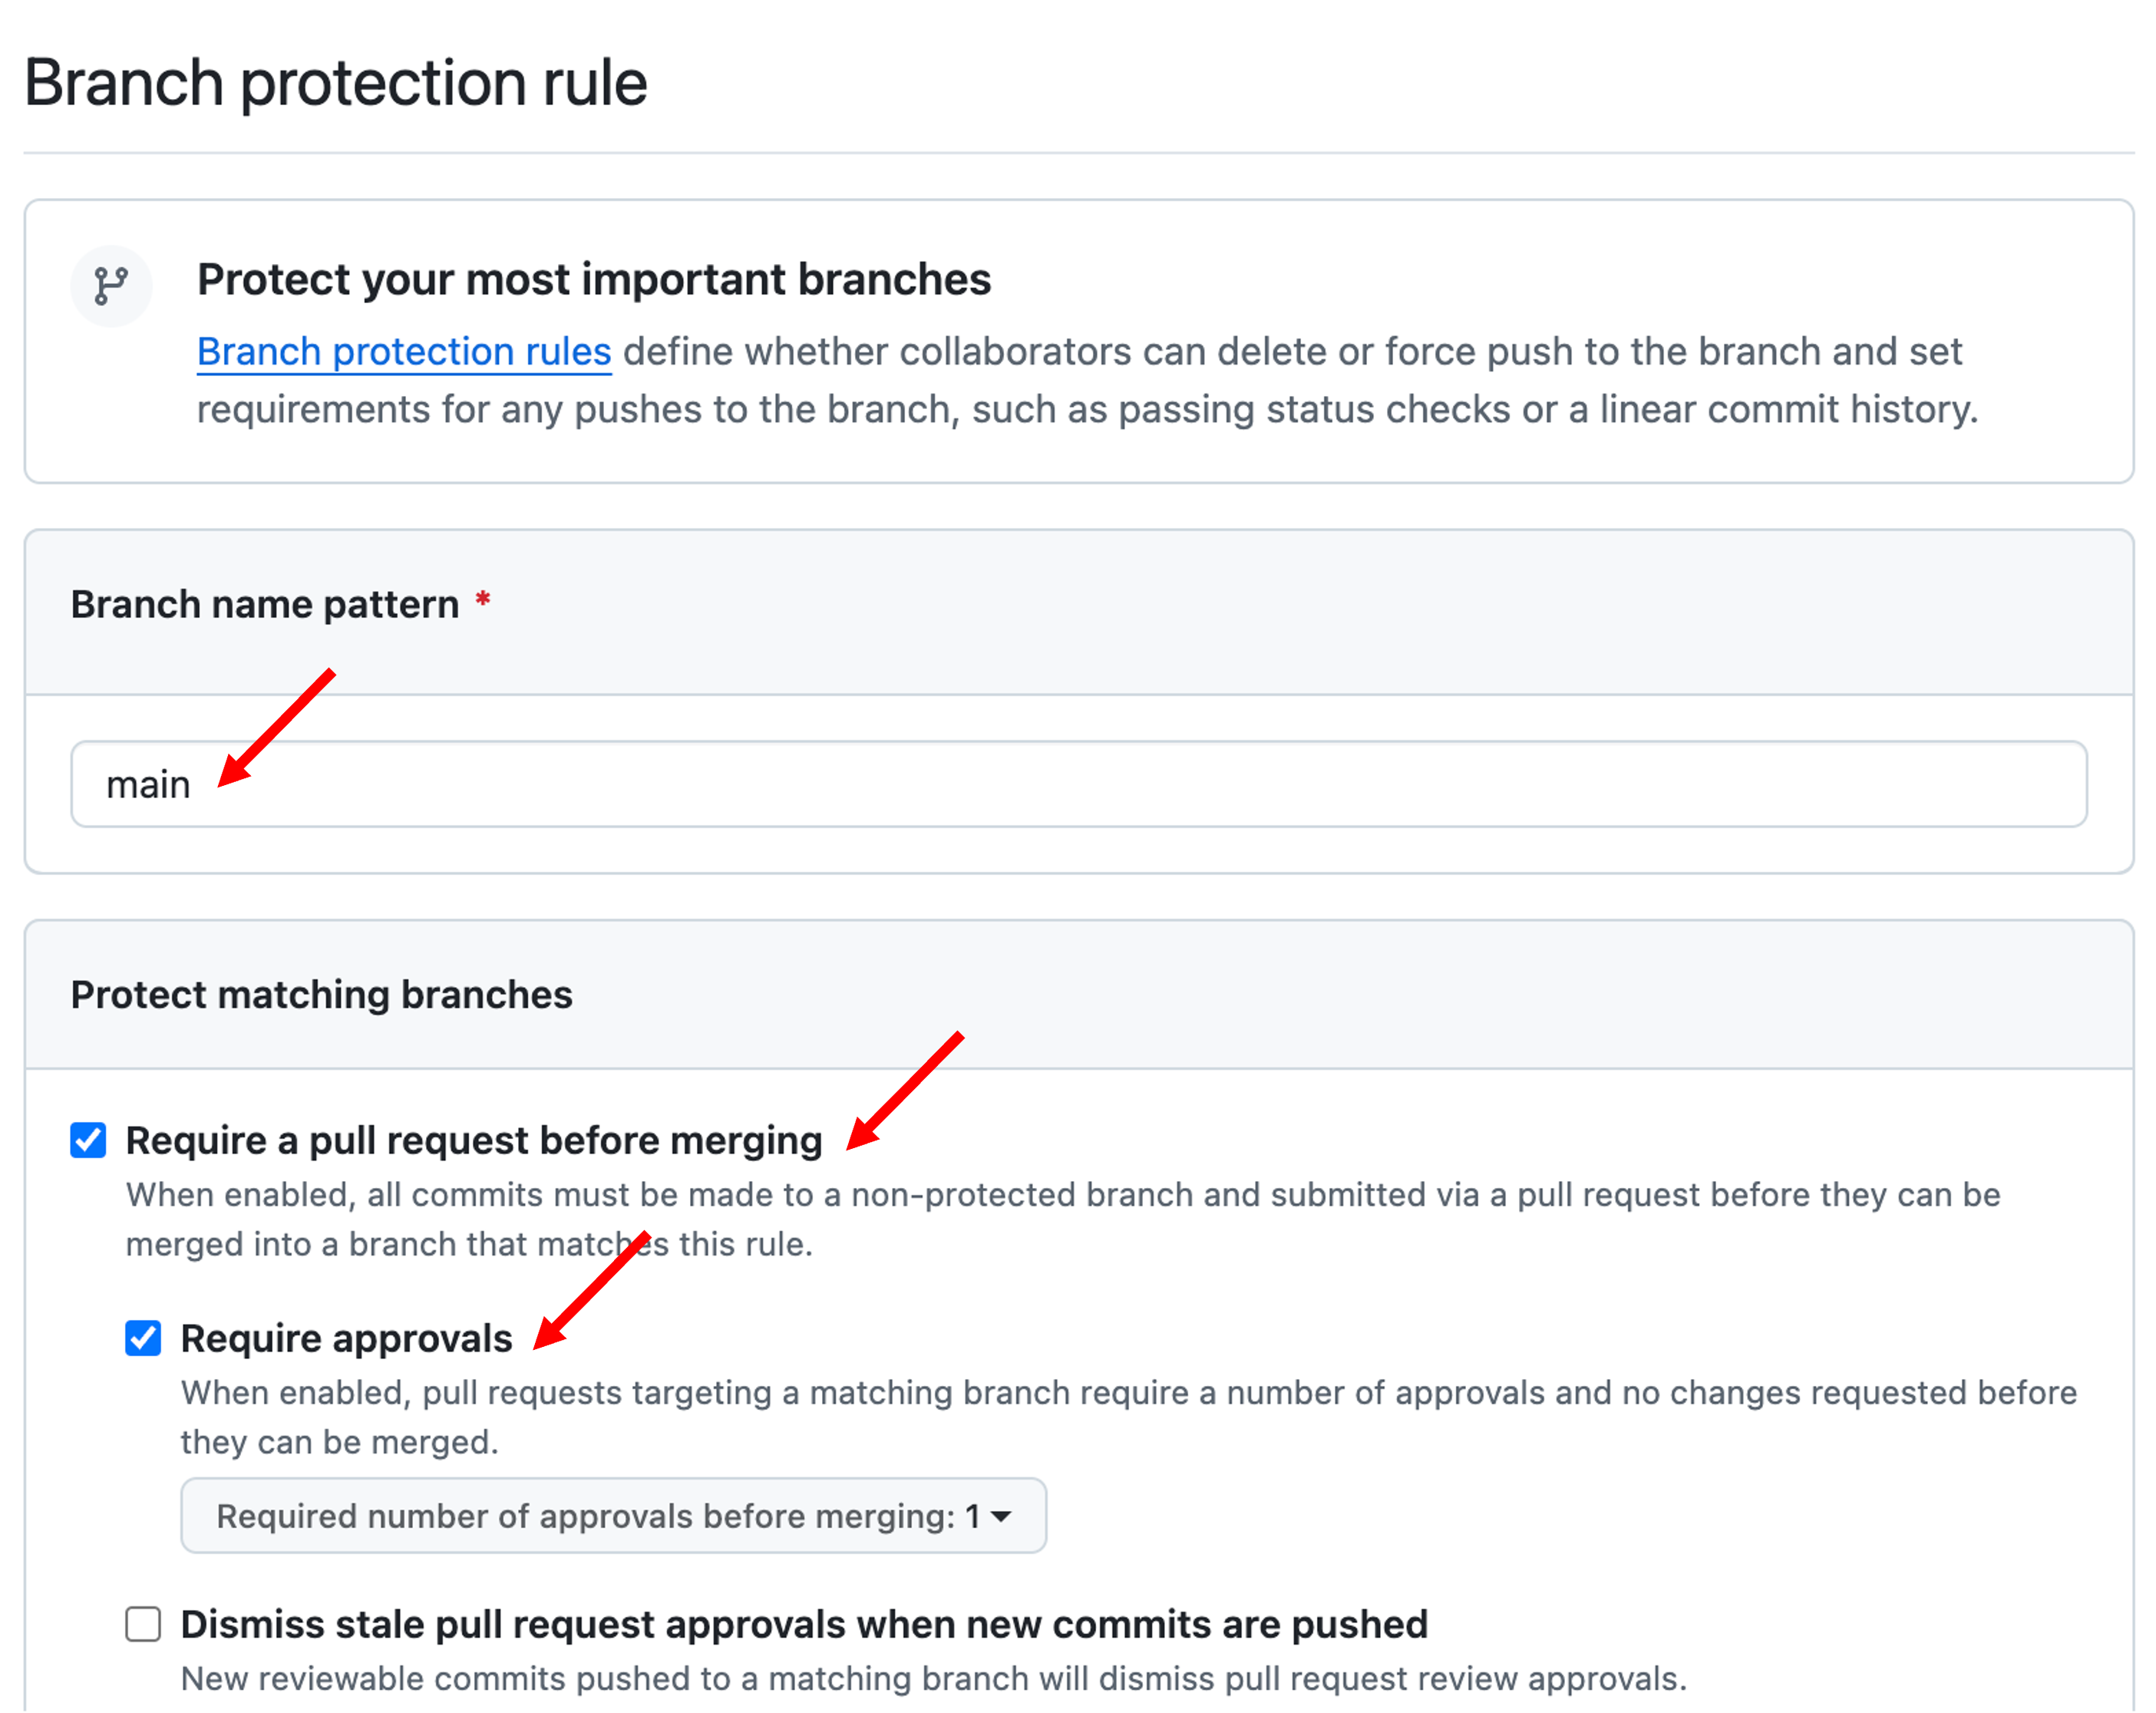 Branch protection rule
Protect your most important branches
Branch protection rules define whether collaborators can delete or force push to the branch and set
requirements for any pushes to the branch, such as passing status checks or a linear commit history.
Branch name pattern *
main
Protect matching branches
Require a pull request before merging
When enabled, all commits must be made to a non-protected branch and submitted via a pull request before they can be
merged into a branch that matches this rule.
Require approvals
When enabled, pull requests targeting a matching branch require a number of approvals and no changes requested before
they can be merged.
Required number of approvals before merging: 1
Dismiss stale pull request approvals when new commits are pushed
New reviewable commits pushed to a matching branch will dismiss pull request review approvals.